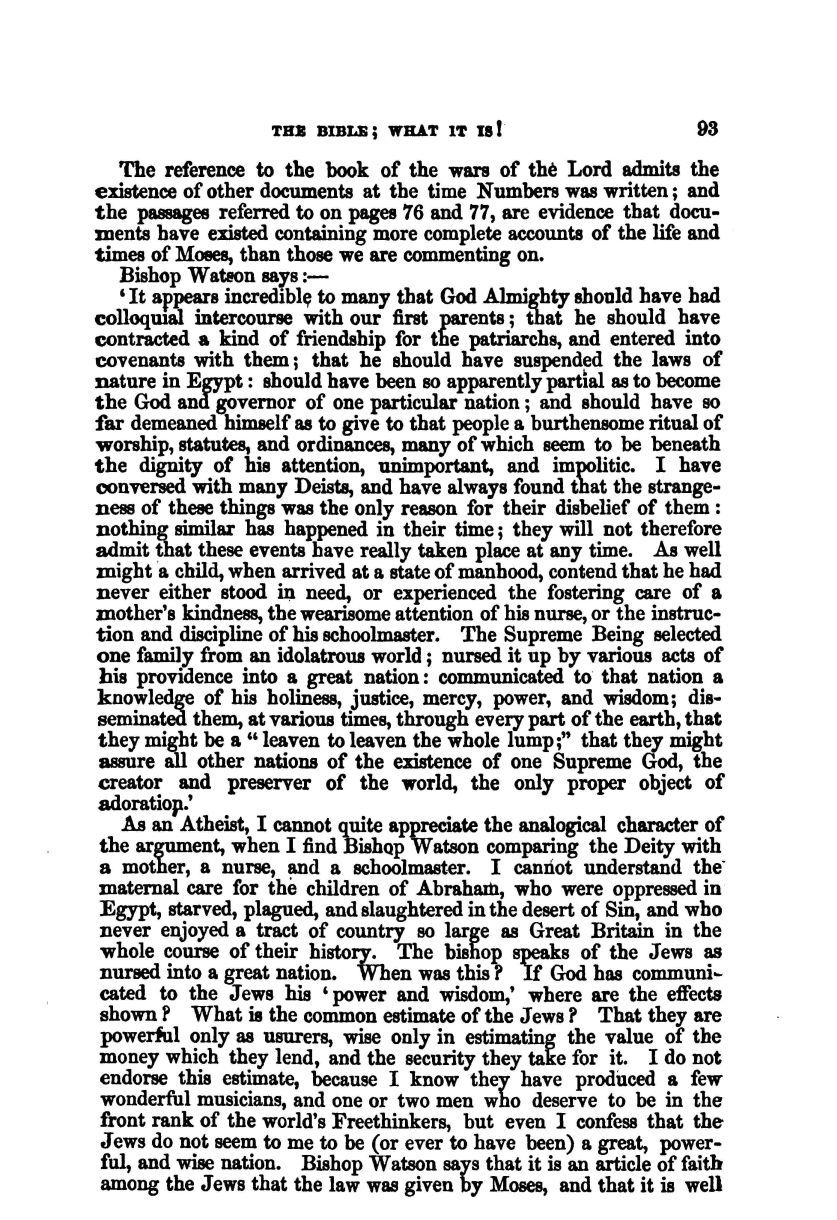 THE BIBLE; WHAT IT IS! 93
The reference to the book of the wars of the Lord admits the
existence of other documents at the time Numbers was written; and
the passages referred to on pages 76 and 77, are evidence that docu-
ments have existed containing more complete accounts of the life and
times of Moses, than those we are commenting on.
Bishop Watson says:—
‘It appears incredible to many that God Almighty should have had
colloquial intercourse with our first parents; that he should have
contracted a kind of friendship for the patriarchs, and entered into
covenants with them; that he should have suspended the laws of
nature in Egypt: should have been so apparently partial as to become
the God and governor of one particular nation; and should have so
far demeaned himself as to give to that people a burthensome ritual of
worship, statutes, and ordinances, many of which seem to be beneath
the dignity of his attention, unimportant, and impolitic. I have
conversed with many Deists, and have always found that the strange-
ness of these things was the only reason for their disbelief of them:
nothing similar has happened in their time; they will not therefore
admit that these events have really taken place at any time. As well
might a child, when arrived at a state of manhood, contend that he had
never either stood in need, or experienced the fostering care of a
mother's kindness, the wearisome attention of his nurse, or the instruc-
tion and discipline of his schoolmaster. The Supreme Being selected
one family from an idolatrous world; nursed it up by various acts of
his providence into a great nation: communicated to that nation a
knowledge of his holiness, justice, mercy, power, and wisdom; dis-
seminated them, at various times, through every part of the earth, that
they might be a “leaven to leaven the whole lump;” that they might
assure all other nations of the existence of one Supreme God, the
creator and preserver of the world, the only proper object of
adoration.’
As an Atheist, I cannot quite appreciate the analogical character of
the argument, when I find Bishop Watson comparing the Deity with
a mother, a nurse, and a schoolmaster. I cannot understand the
maternal care for the children of Abraham, who were oppressed in
Egypt, starved, plagued, and slaughtered in the desert of Sin, and who
never enjoyed a tract of country so large as Great Britain in the
whole course of their history. The bishop speaks of the Jews as
nursed into a great nation. When was this? If God has communi-
cated to the Jews his ‘power and wisdom,’ where are the effects
shown? What is the common estimate of the Jews? That they are
powerful only as usurers, wise only in estimating the value of the
money which they lend, and the security they take for it. I do not
endorse this estimate, because I know they have produced a few
wonderful musicians, and one or two men who deserve to be in the
front rank of the world's Freethinkers, but even I confess that the
Jews do not seem to me to be (or ever to have been) a great, power-
ful, and wise nation. Bishop Watson says that it is an article of faith
among the Jews that the law was given by Moses, and that it is well